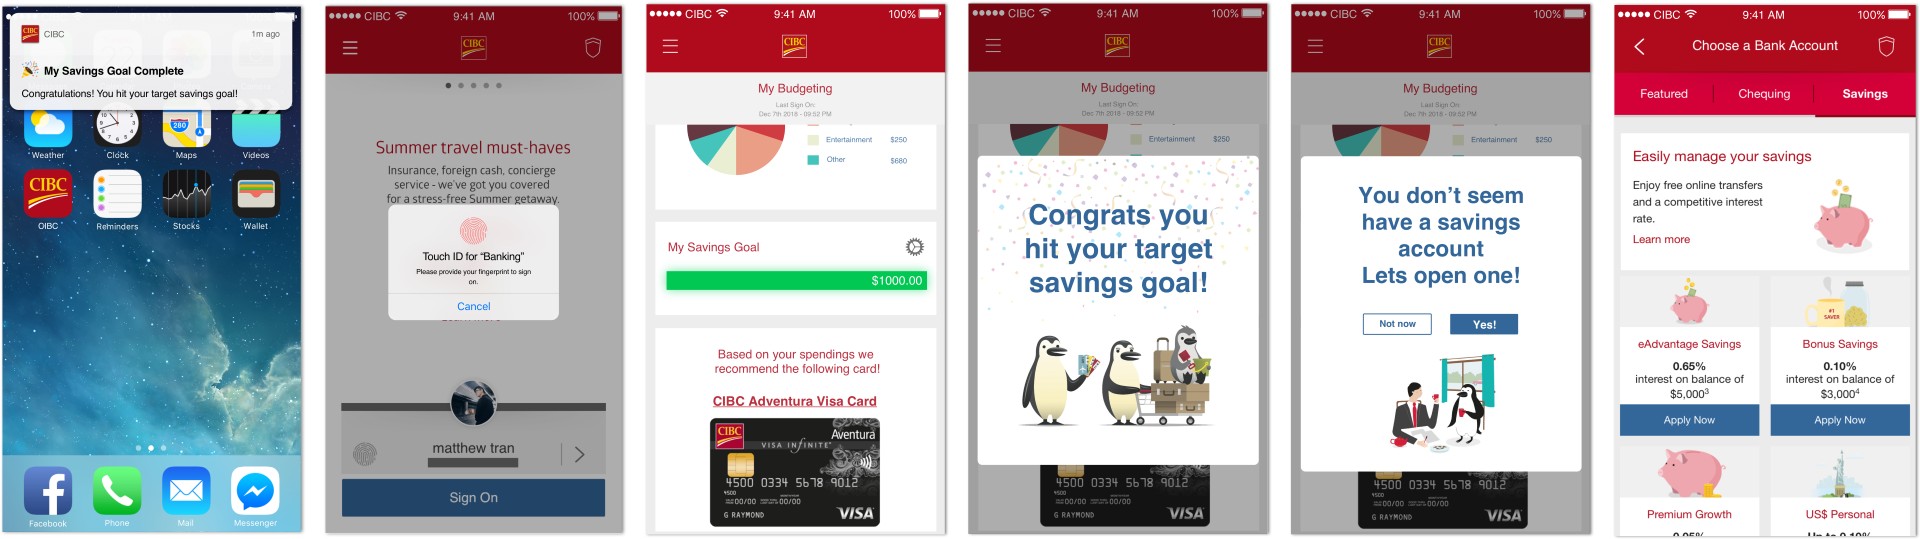 CIBC
CIBC 1m ago
My Savings Goal Complete
Congratulations! You hit your target savings goal!
280
Weather Clock Maps Videos
CIBC
OIBC Reminders Stocks Wallet
Facebook Phone Mail Messenger
CIBC 9:41 AM 100%
CIBC
Summer travel must-haves
Insurance, foreign cash, concierge
service - we've got you covered
for a stress-free Summer getaway.
Touch ID for “Banking”
Please provide your fingerprint to sign
on.
Cancel
matthew tran
Sign On
CIBC 9:41 AM 100%
CIBC
My Budgeting
Last Sign On:
Dec 7th 2018 - 09:52 PM
Entertainment $250
Other $680
My Savings Goal
$1000.00
Based on your spendings we
recommend the following card!
CIBC Adventura Visa Card
CIBC
VISA INFINITE*
Aventura
4500 0334 5678 9012
4500
00/00 00/00
G RAYMOND
VISA
CIBC 9:41 AM 100%
CIBC
My Budgeting
Last Sign On:
Dec 7th 2018 - 09:52 PM
Entertainment $250
Congrats you
hit your target
savings goal!
4500 0334 5678 9012
4500
00/00 00/00
G RAYMOND
VISA
CIBC 9:41 AM 100%
CIBC
My Budgeting
Last Sign On:
Dec 7th 2018 - 09:52 PM
Entertainment $250
You don't seem
have a savings
account
Lets open one!
Not now Yes!
4500 0334 5678 9012
4500
00/00 00/00
G RAYMOND
VISA
CIBC 9:41 AM 100%
Choose a Bank Account
Featured Chequing Savings
Easily manage your savings
Enjoy free online transfers
and a competitive interest
rate.
Learn more
#1
SAVER
eAdvantage Savings
0.65%
interest on balance of
$5,000³
Apply Now
Bonus Savings
0.10%
interest on balance of
$3,000⁴
Apply Now
Premium Growth
US$ Personal